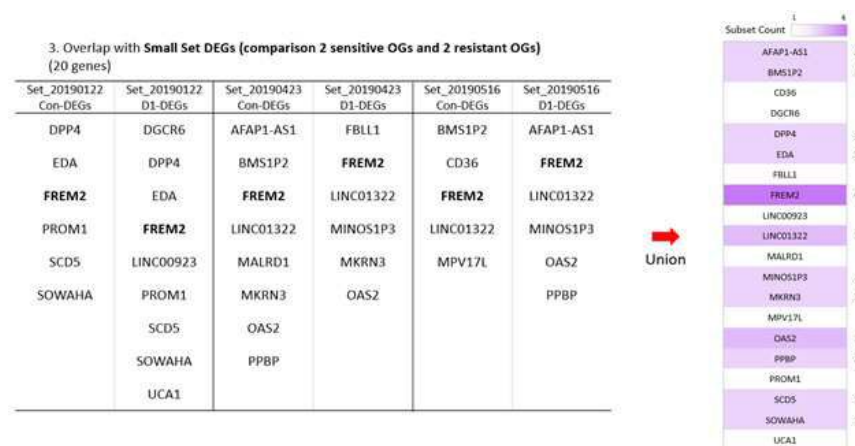 3. Overlap with Small Set DEGs (comparison 2 sensitive OGs and 2 resistant OGs)
(20 genes)
Set_20190122 Set_20190122 Set_20190423 Set_20190423 Set_20190516 Set_20190516
Con-DEGs D1-DEGs Con-DEGs D1-DEGs Con-DEGs D1-DEGs
DPP4 DGCR6 AFAP1-AS1 FBLL1 BMS1P2 AFAP1-AS1
EDA DPP4 BMS1P2 FREM2 CD36 FREM2
FREM2 EDA FREM2 LINC01322 FREM2 LINC01322
PROM1 FREM2 LINC01322 MINOS1P3 LINC01322 MINOS1P3
SCD5 LINC00923 MALRD1 MKRN3 MPV17L OAS2
SOWAHA PROM1 MKRN3 OAS2 PPBP
SCD5 OAS2
SOWAHA PPBP
UCA1
Union
1 6
Subset Count
AFAP1-AS1
BMS1P2
CD36
DGCR6
DPP4
EDA
FBLL1
FREM2
LINC00923
LINC01322
MALRD1
MINOS1P3
MKRN3
MPV17L
OAS2
PPBP
PROM1
SCD5
SOWAHA
UCA1